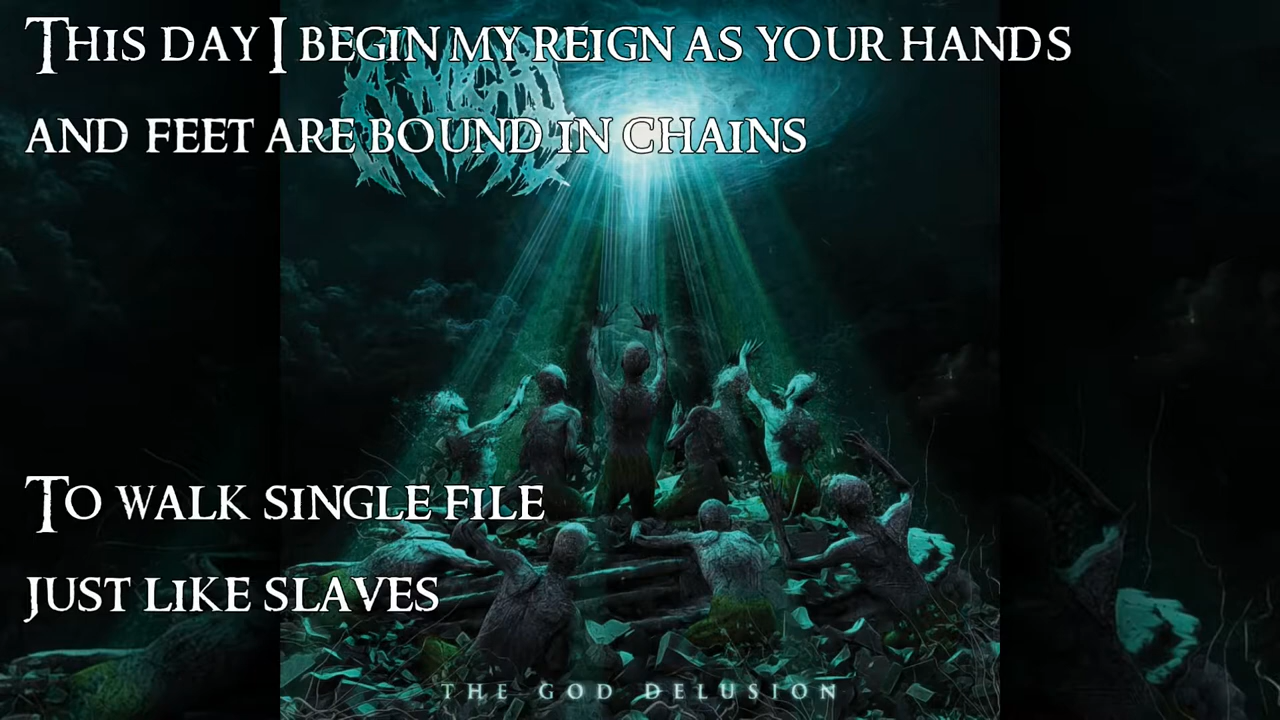 This day I begin my reign as your hands
and feet are bound in chains
To walk single file
just like slaves
THE GOD DELUSION